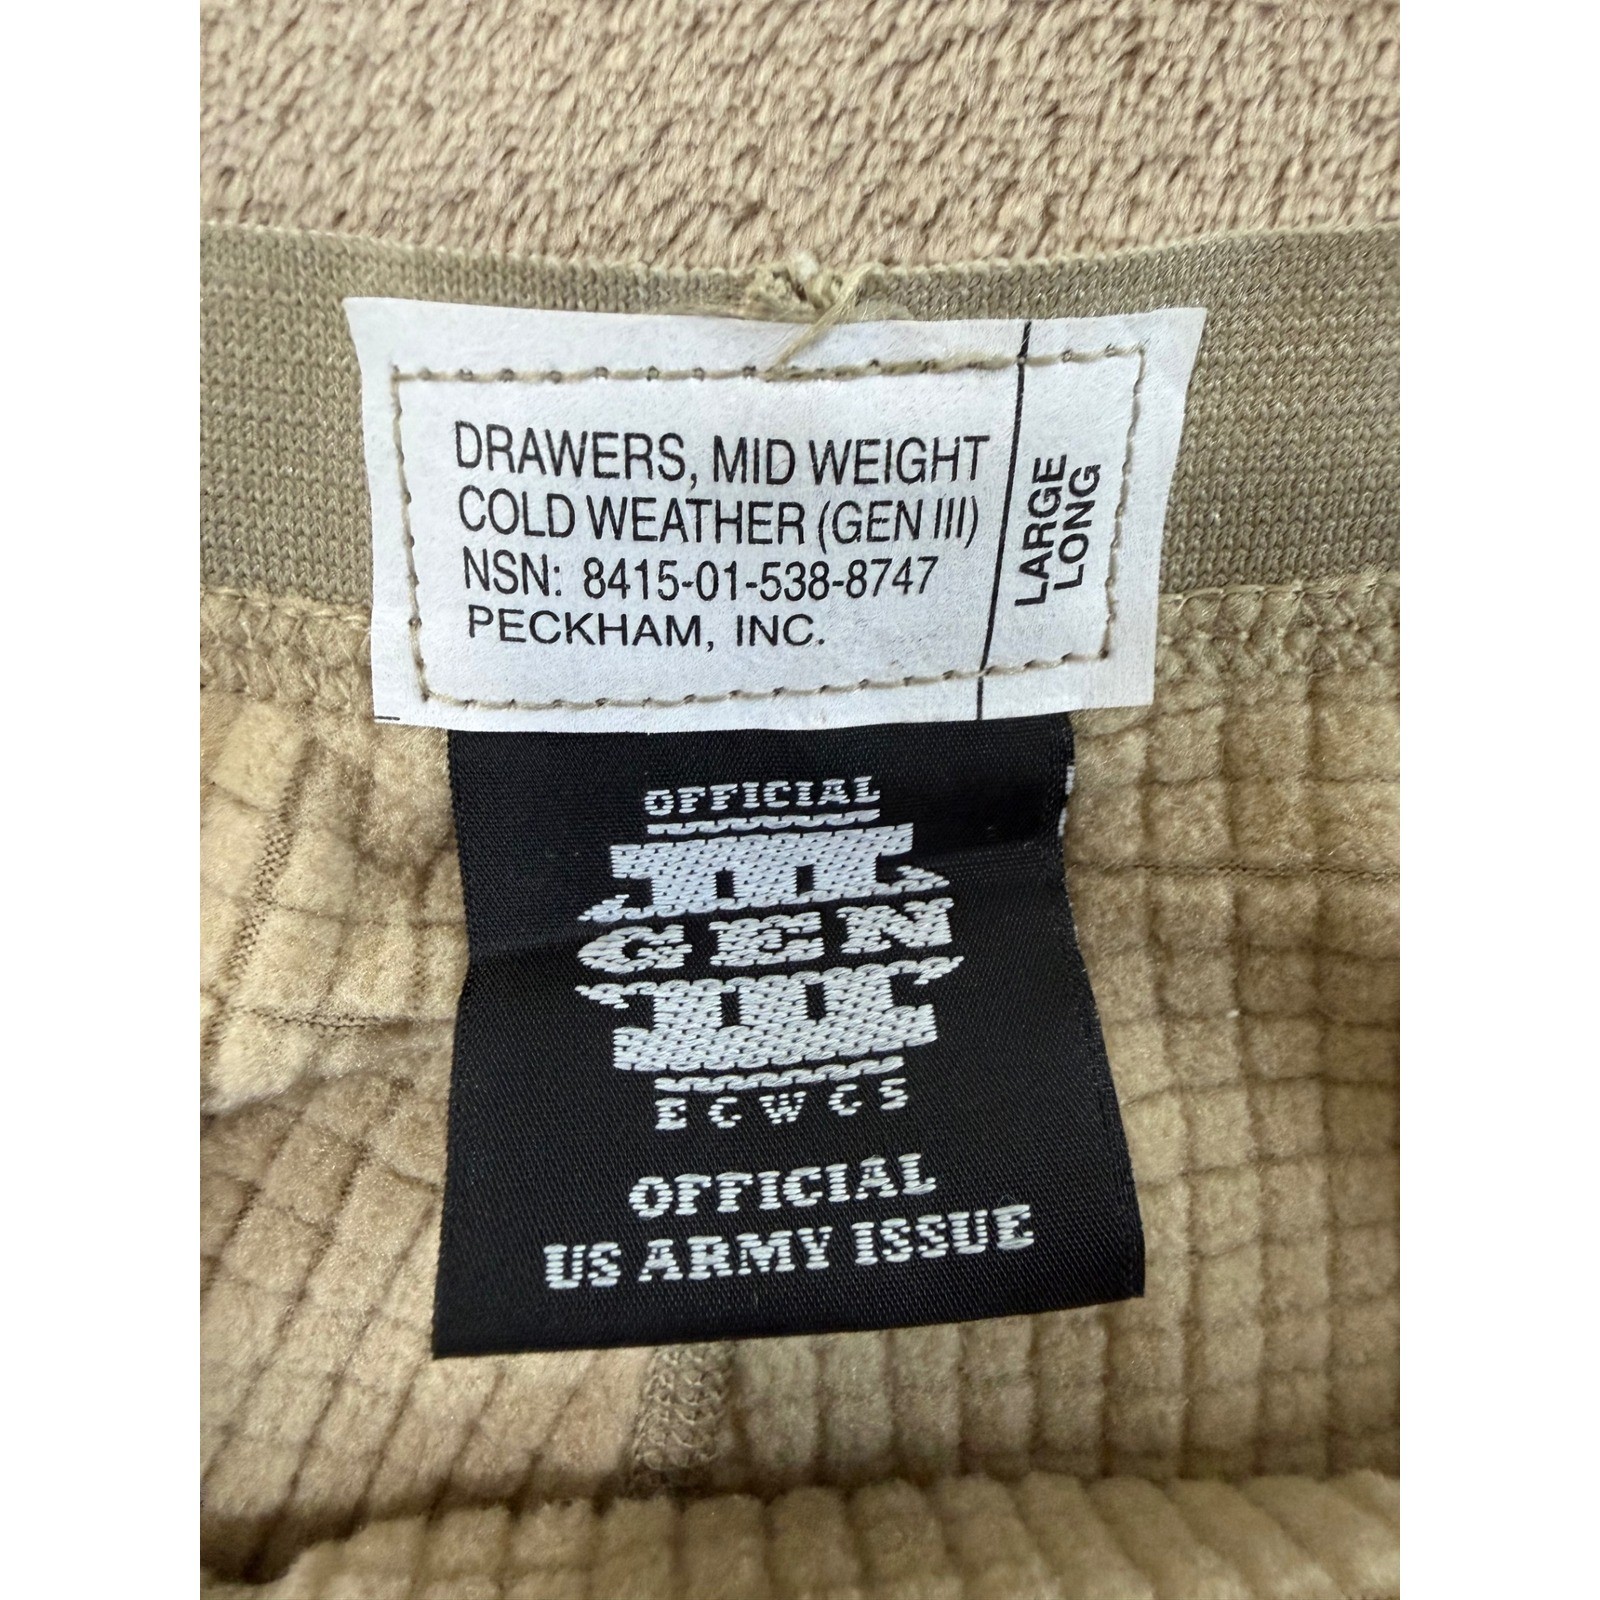 DRAWERS, MID WEIGHT
COLD WEATHER (GEN III)
NSN: 8415-01-538-8747
PECKHAM, INC.
LARGE
LONG
OFFICIAL
III
GEN
III
ECWCS
OFFICIAL
US ARMY ISSUE